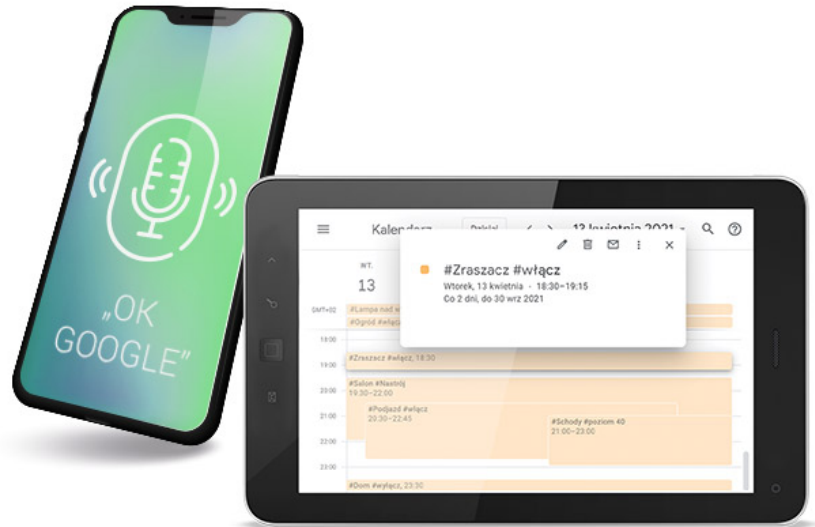 „OK
GOOGLE”
Kalendarz
Dzisiaj
13 kwietnia 2021
WT.
13
#Zraszacz #włącz
Wtorek, 13 kwietnia - 18:30–19:15
Co 2 dni, do 30 wrz 2021
GMT+02
#Lampa nad
#Ogród #włącz
18:00
#Zraszacz #włącz, 18:30
19:00
#Salon #Nastrój
19:30–22:00
20:00
#Podjazd #włącz
20:30–22:45
21:00
#Schody #poziom 40
21:00–23:00
22:00
23:00
#Dom #wyłącz, 23:30